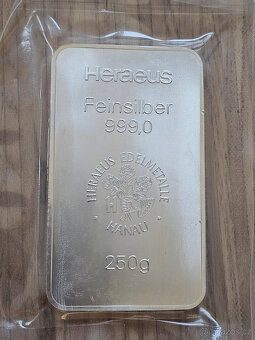 Heraeus
Feinsilber
999,0
HERAEUS EDELMETALLE
HANAU
250g